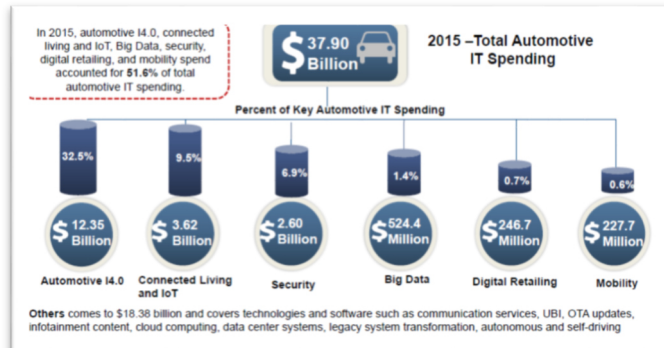 In 2015, automotive I4.0, connected
living and IoT, Big Data, security,
digital retailing, and mobility spend
accounted for 51.6% of total
automotive IT spending.
$ 37.90
Billion
2015 –Total Automotive
IT Spending
Percent of Key Automotive IT Spending
32.5%
9.5%
6.9%
1.4%
0.7%
0.6%
$ 12.35
Billion
$ 3.62
Billion
$ 2.60
Billion
$ 524.4
Million
$ 246.7
Million
$ 227.7
Million
Automotive I4.0
Connected Living
and IoT
Security
Big Data
Digital Retailing
Mobility
Others comes to $18.38 billion and covers technologies and software such as communication services, UBI, OTA updates,
infotainment content, cloud computing, data center systems, legacy system transformation, autonomous and self-driving